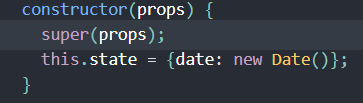 constructor(props) {
super(props);
this.state = {date: new Date()};
}